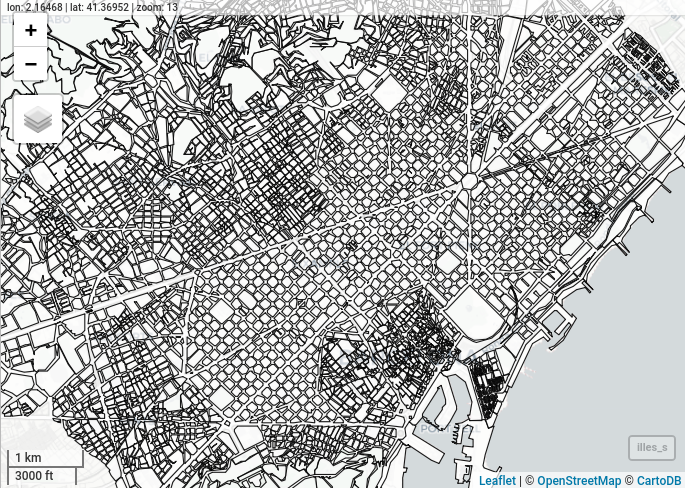 lon: 2.16468 | lat: 41.36952 | zoom: 13
+
−
illes_s
1 km
3000 ft
Leaflet | © OpenStreetMap © CartoDB